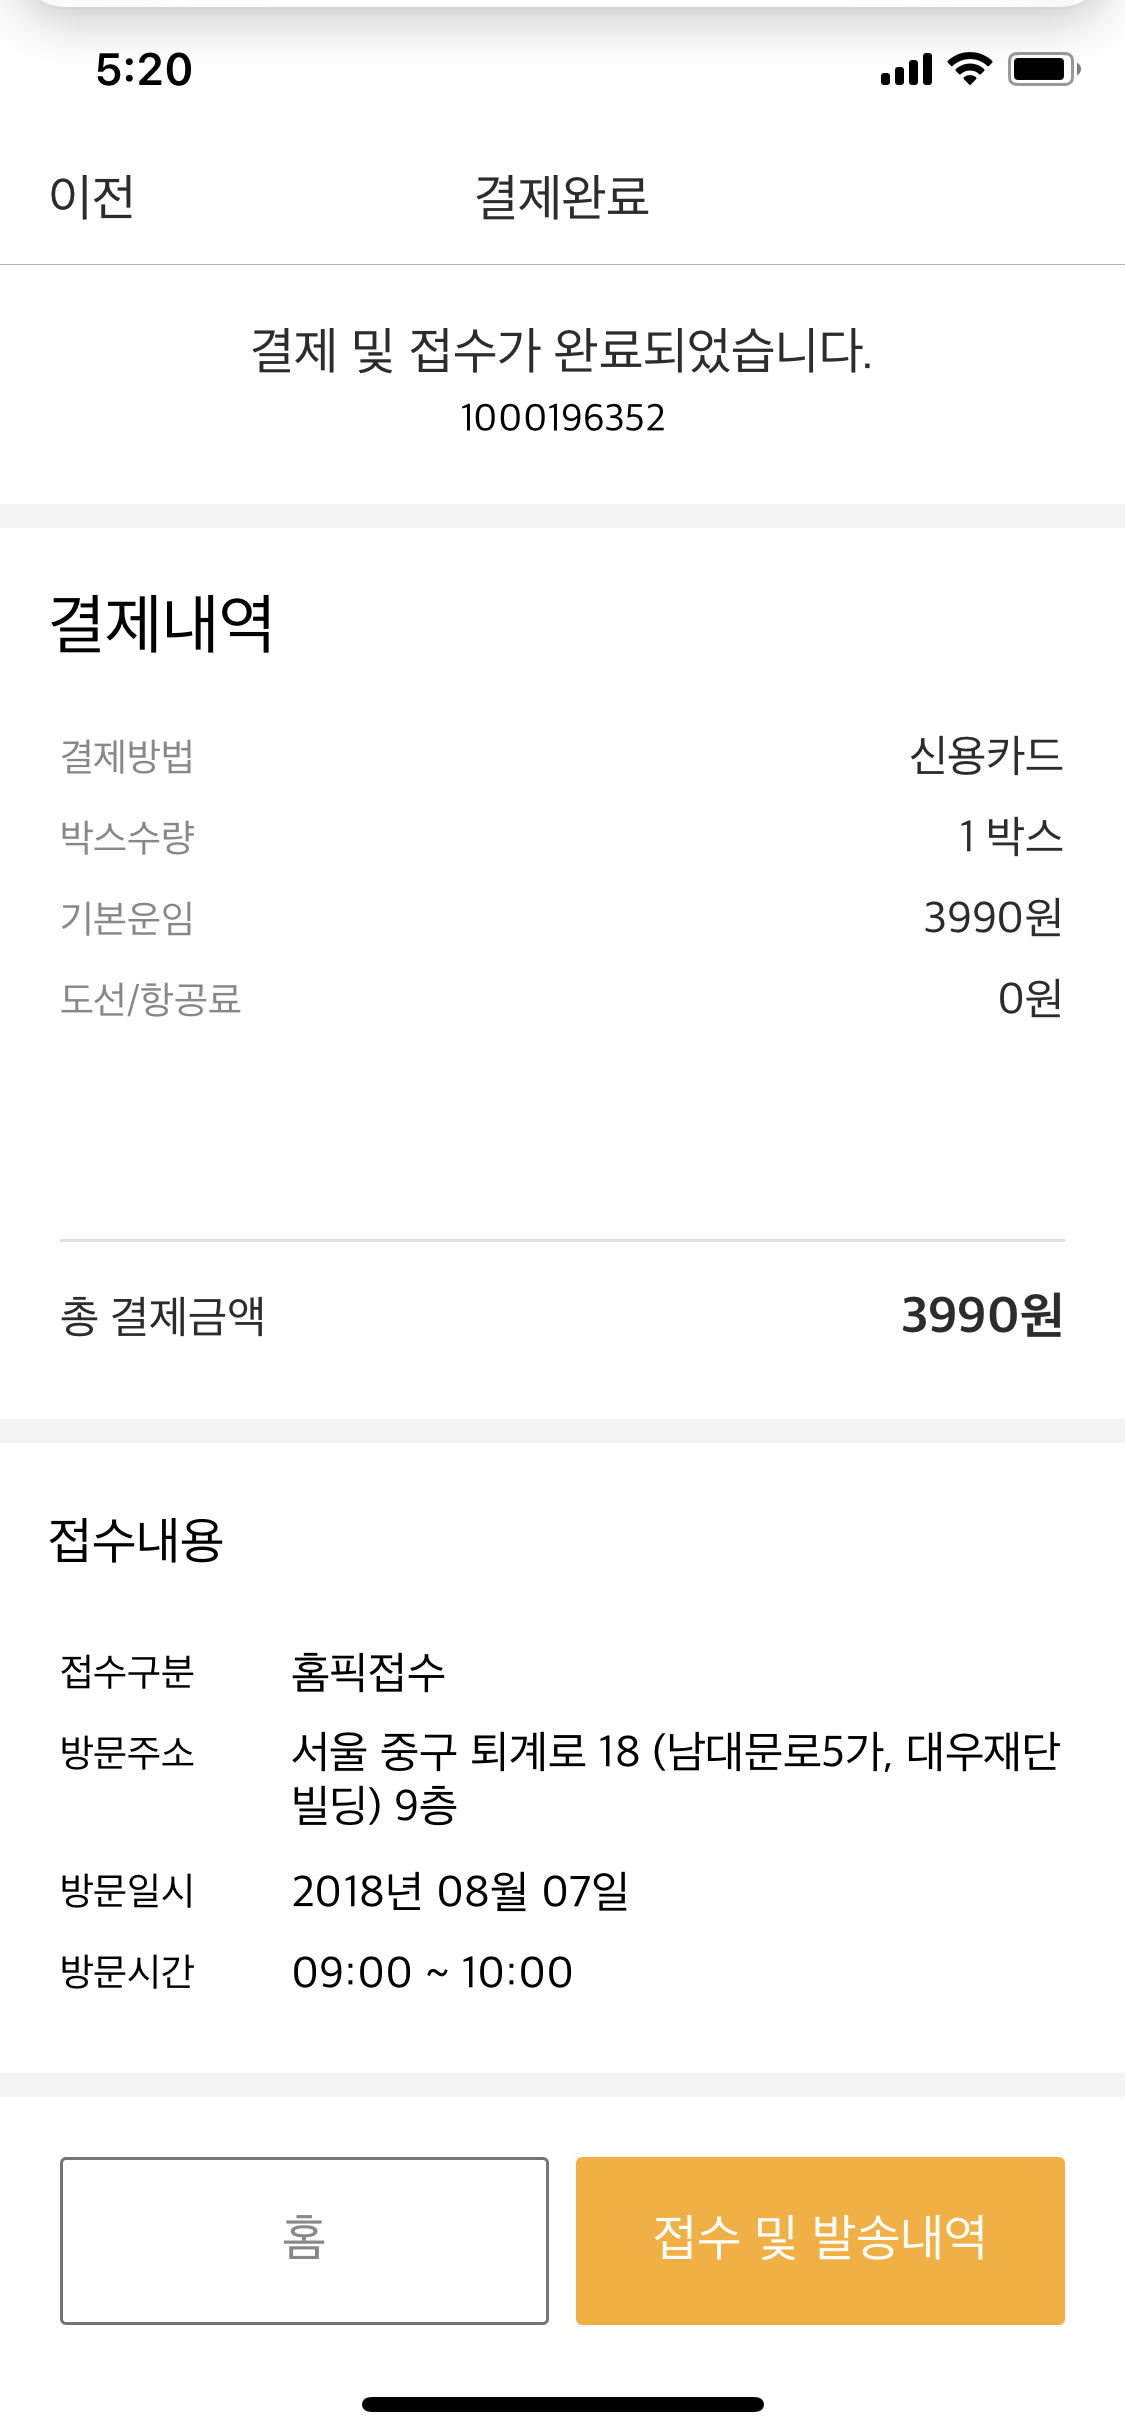 5:20
이전
결제완료
결제 및 접수가 완료되었습니다.
1000196352
결제내역
결제방법 신용카드
박스수량 1 박스
기본운임 3990원
도선/항공료 0원
총 결제금액 3990원
접수내용
접수구분 홈픽접수
방문주소 서울 중구 퇴계로 18 (남대문로5가, 대우재단
빌딩) 9층
방문일시 2018년 08월 07일
방문시간 09:00 ~ 10:00
홈
접수 및 발송내역